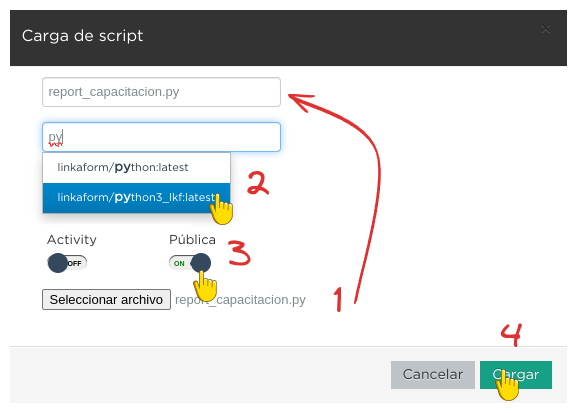 Carga de script
×
report_capacitacion.py
py
linkaform/python:latest
linkaform/python3_lkf:latest
2
Activity
Pública
3
OFF
ON
Seleccionar archivo report_capacitacion.py
1
4
Cancelar
Cargar